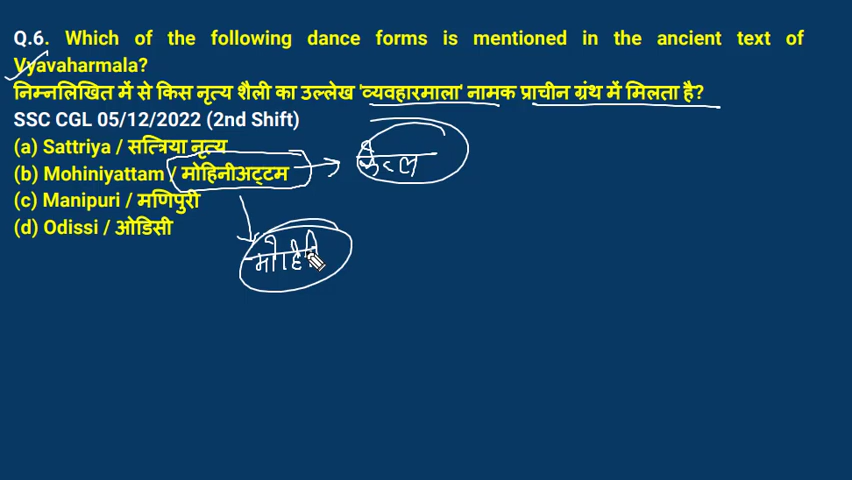 Q.6. Which of the following dance forms is mentioned in the ancient text of
Vyavaharmala?
निम्नलिखित में से किस नृत्य शैली का उल्लेख 'व्यवहारमाला' नामक प्राचीन ग्रंथ में मिलता है?
SSC CGL 05/12/2022 (2nd Shift)
(a) Sattriya / सत्त्रिया नृत्य
(b) Mohiniyattam / मोहिनीअट्टम
(c) Manipuri / मणिपुरी
(d) Odissi / ओडिसी